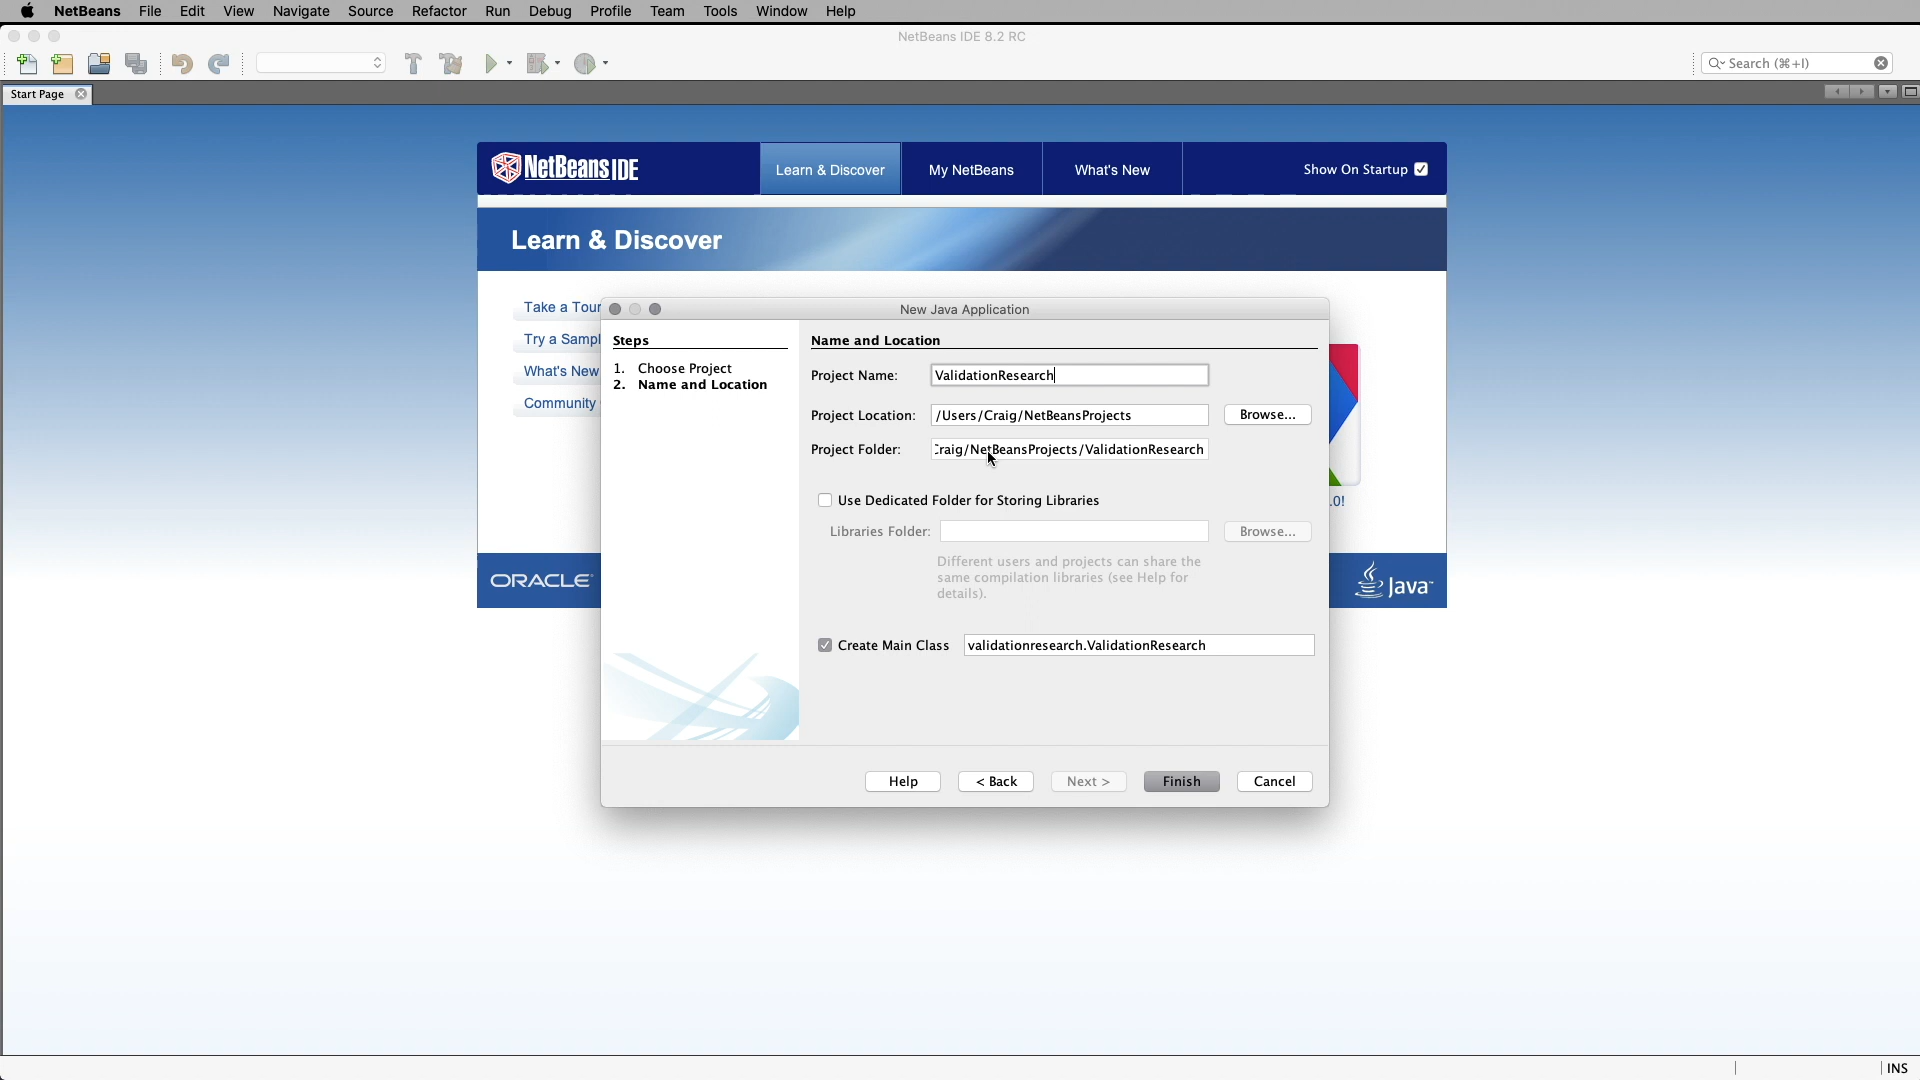 NetBeans File Edit View Navigate Source Refactor Run Debug Profile Team Tools Window Help
NetBeans IDE 8.2 RC
Search (⌘+I)
Start Page
NetBeans IDE
Learn & Discover
My NetBeans
What's New
Show On Startup
Learn & Discover
Take a Tour
Try a Sampl
What's New
Community
New Java Application
Steps
1. Choose Project
2. Name and Location
Name and Location
Project Name: ValidationResearch
Project Location: /Users/Craig/NetBeansProjects Browse...
Project Folder: Craig/NetBeansProjects/ValidationResearch
Use Dedicated Folder for Storing Libraries
Libraries Folder: Browse...
Different users and projects can share the
same compilation libraries (see Help for
details).
Create Main Class validationresearch.ValidationResearch
Help < Back Next > Finish Cancel
.0!
ORACLE
Java
INS